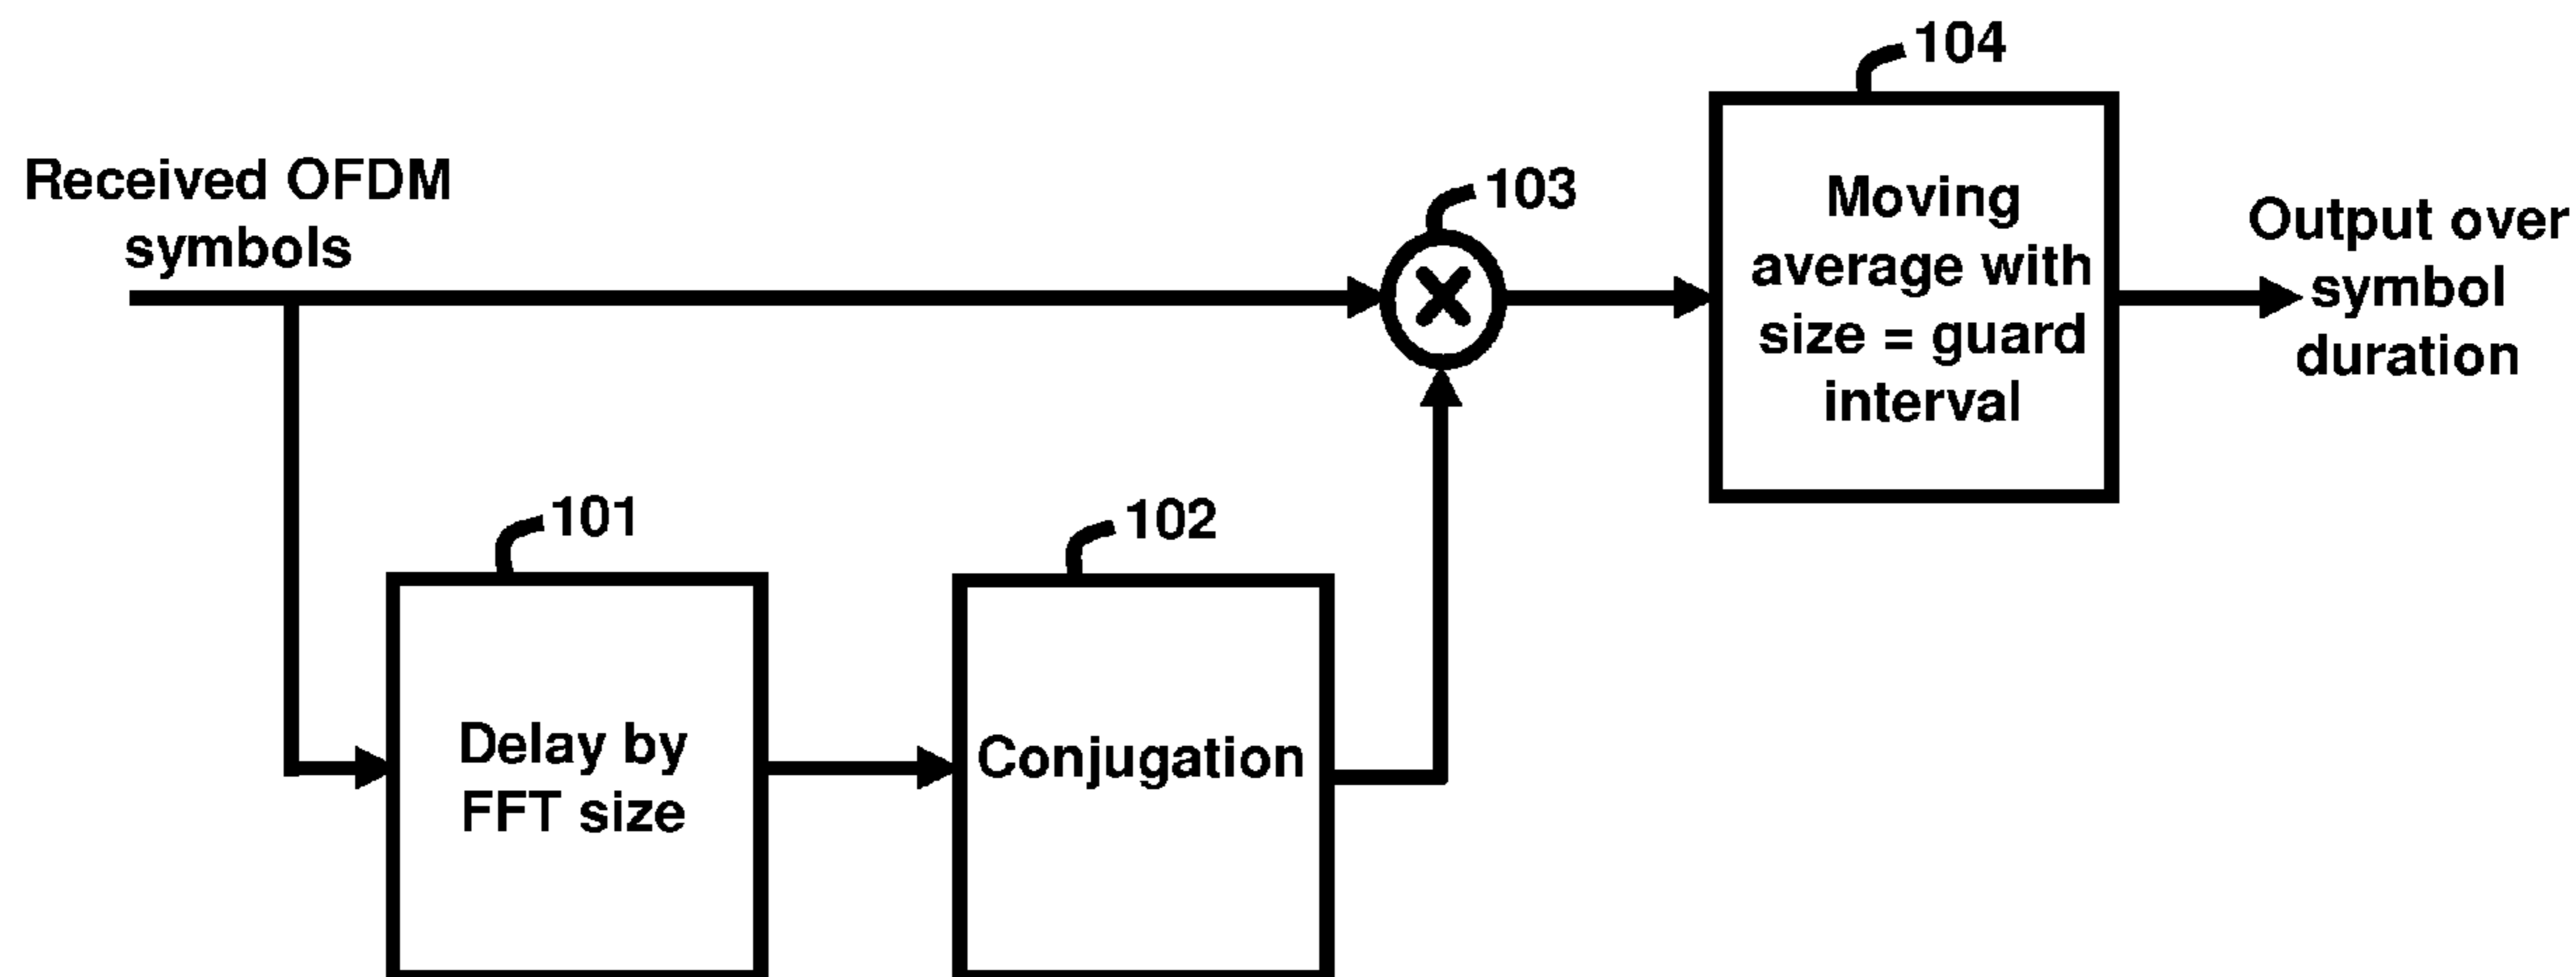 104
Received OFDM
symbols
103
Moving
average with
size = guard
interval
Output over
symbol
duration
101
102
Delay by
FFT size
Conjugation